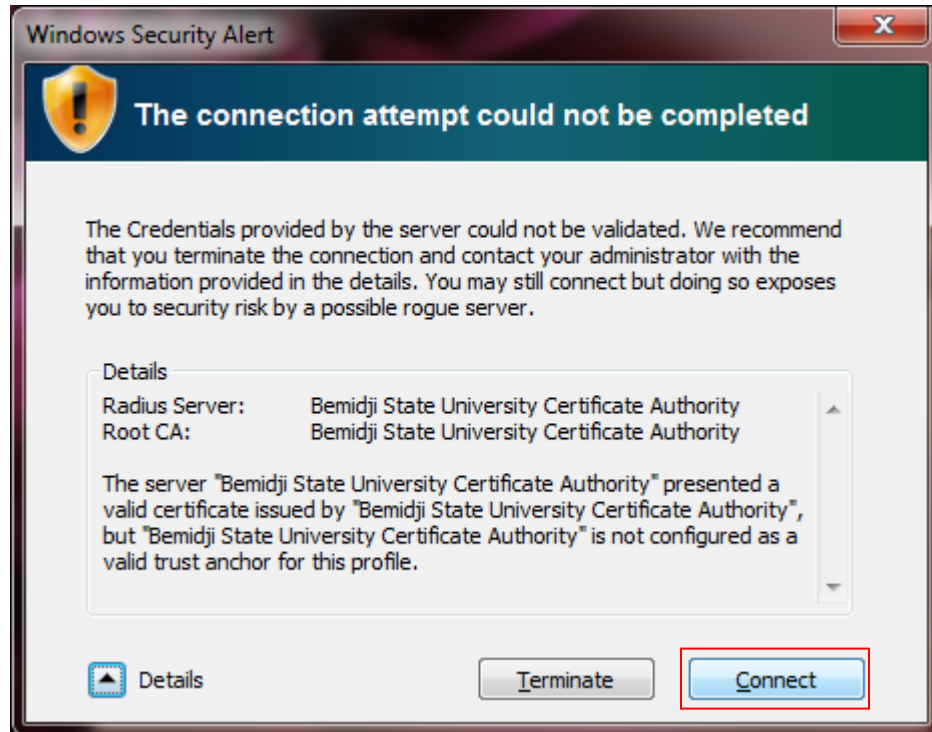 Windows Security Alert
The connection attempt could not be completed
The Credentials provided by the server could not be validated. We recommend
that you terminate the connection and contact your administrator with the
information provided in the details. You may still connect but doing so exposes
you to security risk by a possible rogue server.
Details
Radius Server: Bemidji State University Certificate Authority
Root CA: Bemidji State University Certificate Authority
The server "Bemidji State University Certificate Authority" presented a
valid certificate issued by "Bemidji State University Certificate Authority",
but "Bemidji State University Certificate Authority" is not configured as a
valid trust anchor for this profile.
Details Terminate Connect